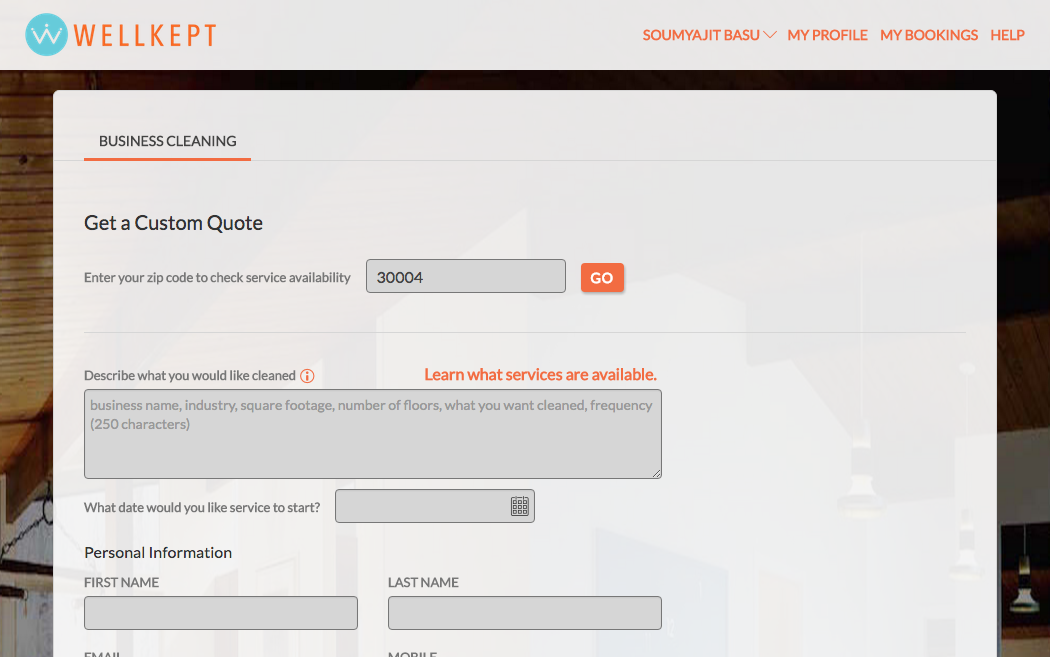 WELLKEPT
SOUMYAJIT BASU MY PROFILE MY BOOKINGS HELP
BUSINESS CLEANING
Get a Custom Quote
Enter your zip code to check service availability 30004 GO
Describe what you would like cleaned Learn what services are available.
business name, industry, square footage, number of floors, what you want cleaned, frequency
(250 characters)
What date would you like service to start?
Personal Information
FIRST NAME LAST NAME
EMAIL MOBILE